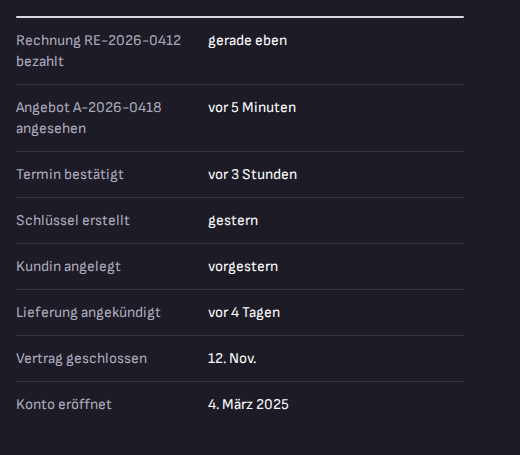 Rechnung RE-2026-0412 gerade eben
bezahlt
Angebot A-2026-0418 vor 5 Minuten
angesehen
Termin bestätigt vor 3 Stunden
Schlüssel erstellt gestern
Kundin angelegt vorgestern
Lieferung angekündigt vor 4 Tagen
Vertrag geschlossen 12. Nov.
Konto eröffnet 4. März 2025